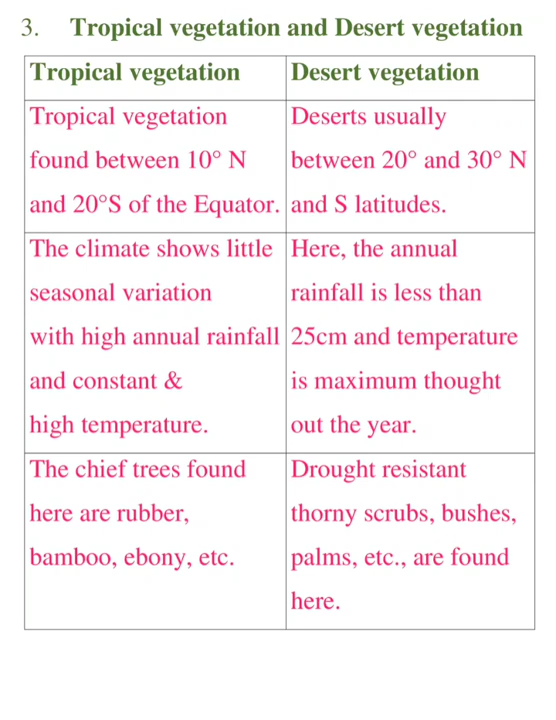 3. Tropical vegetation and Desert vegetation
Tropical vegetation
Desert vegetation
Tropical vegetation
found between 10° N
and 20°S of the Equator.
Deserts usually
between 20° and 30° N
and S latitudes.
The climate shows little
seasonal variation
with high annual rainfall
and constant &
high temperature.
Here, the annual
rainfall is less than
25cm and temperature
is maximum thought
out the year.
The chief trees found
here are rubber,
bamboo, ebony, etc.
Drought resistant
thorny scrubs, bushes,
palms, etc., are found
here.